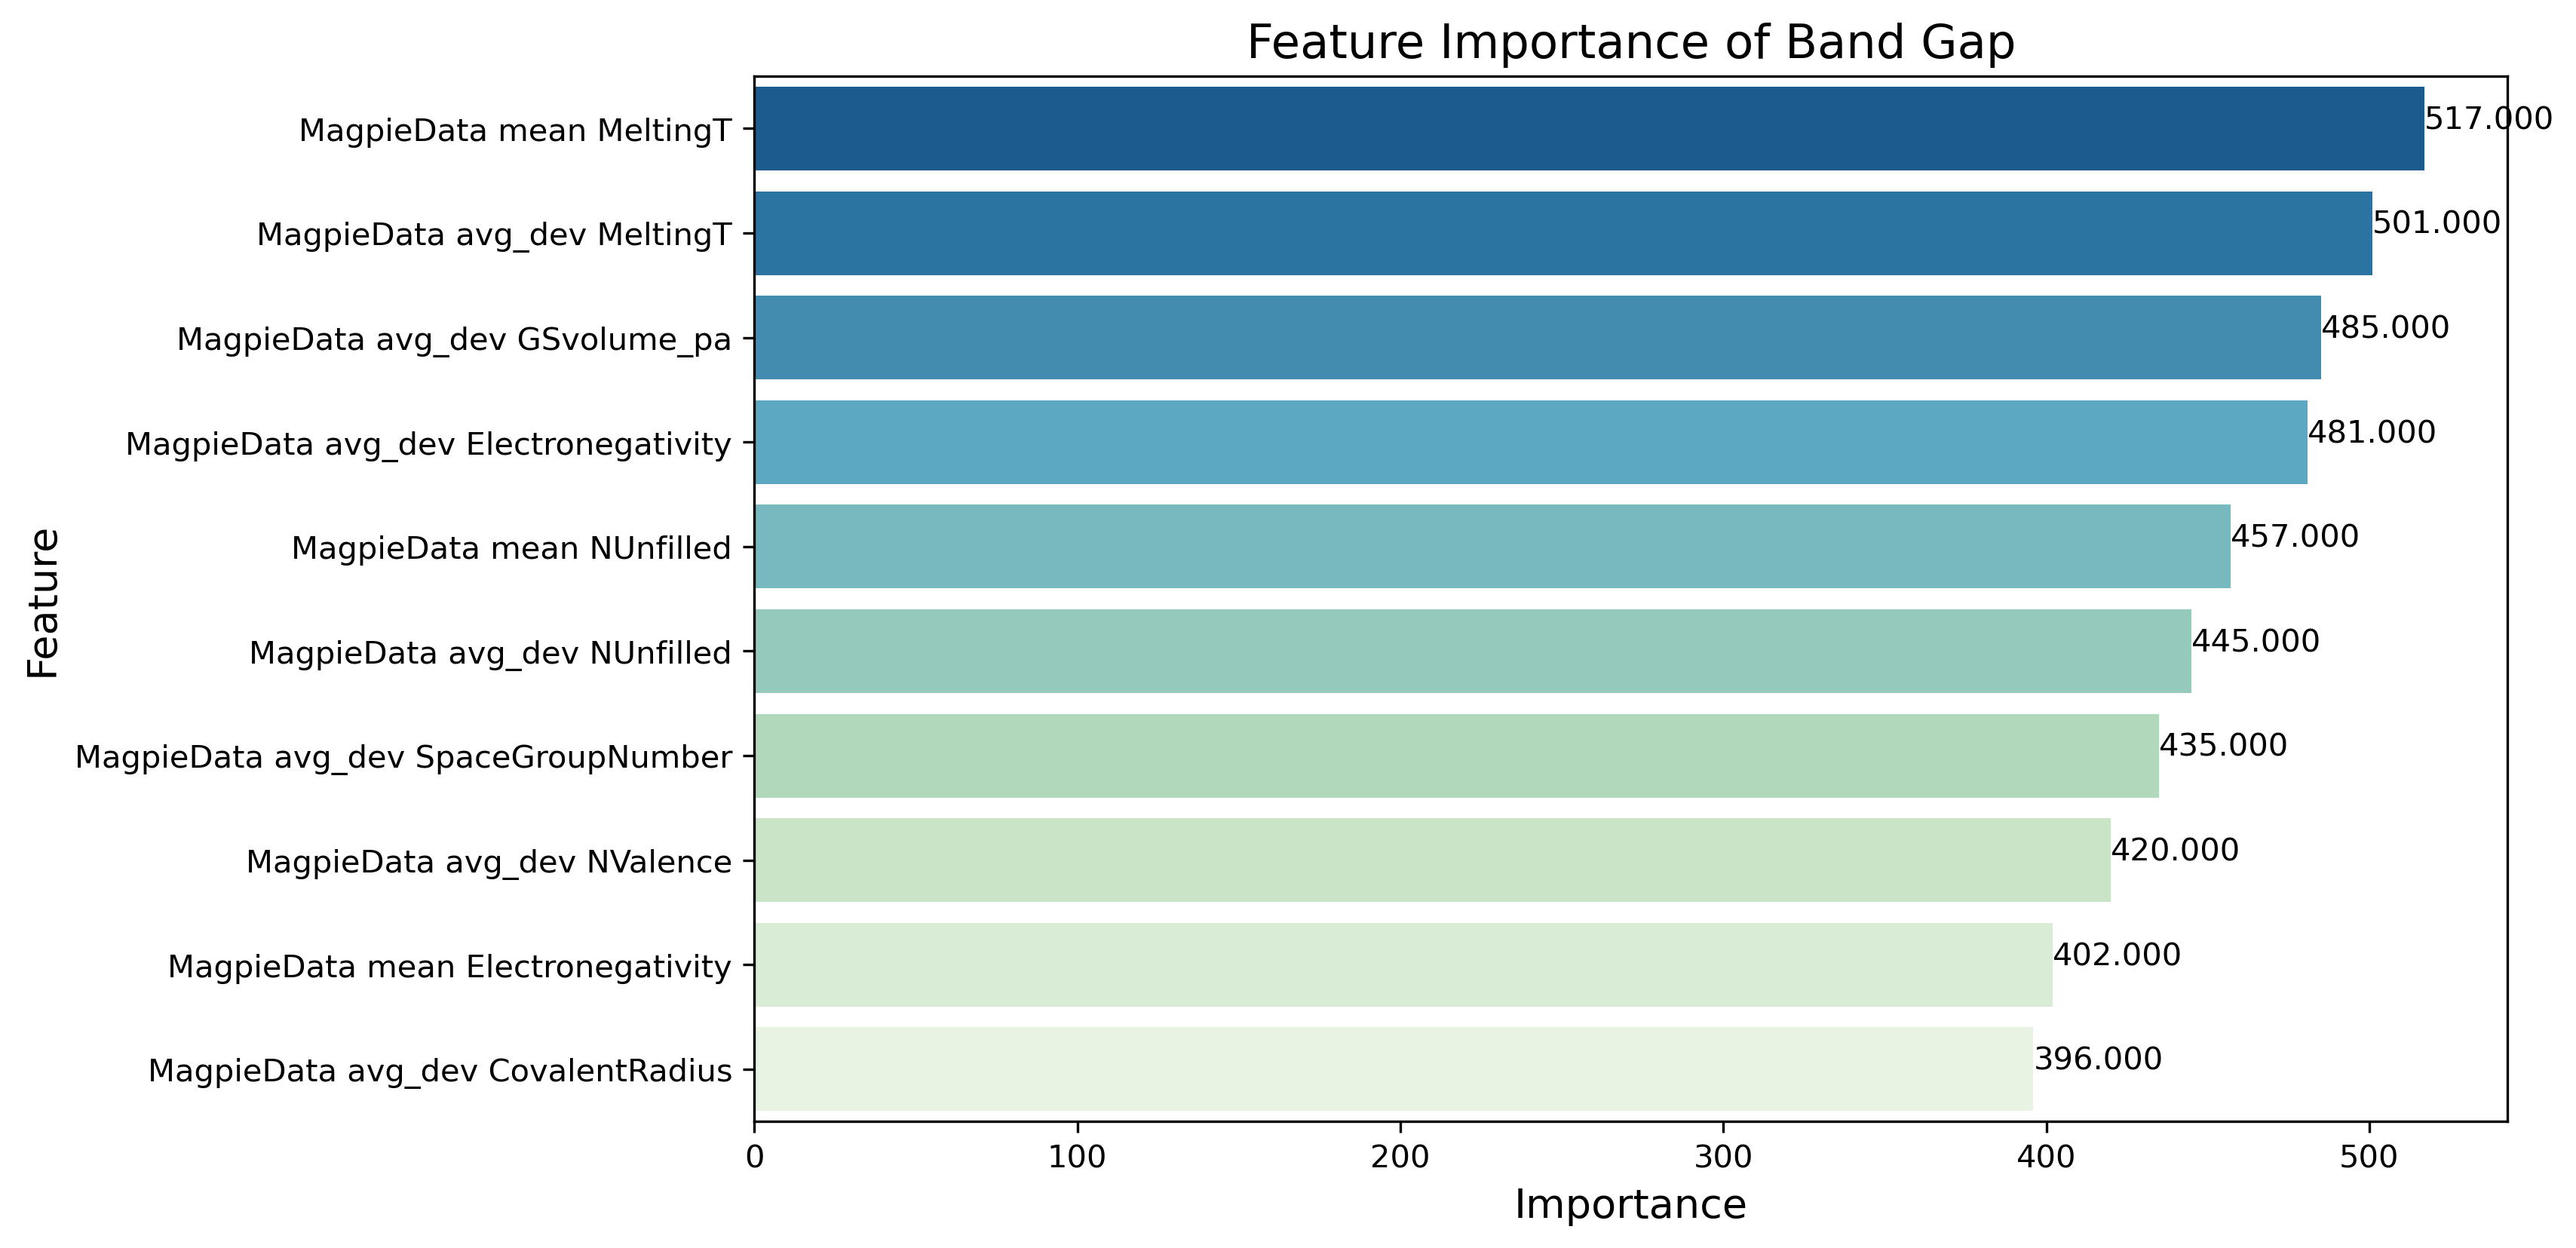 Feature Importance of Band Gap
Feature
MagpieData mean MeltingT 517.000
MagpieData avg_dev MeltingT 501.000
MagpieData avg_dev GSvolume_pa 485.000
MagpieData avg_dev Electronegativity 481.000
MagpieData mean NUnfilled 457.000
MagpieData avg_dev NUnfilled 445.000
MagpieData avg_dev SpaceGroupNumber 435.000
MagpieData avg_dev NValence 420.000
MagpieData mean Electronegativity 402.000
MagpieData avg_dev CovalentRadius 396.000
0 100 200 300 400 500
Importance